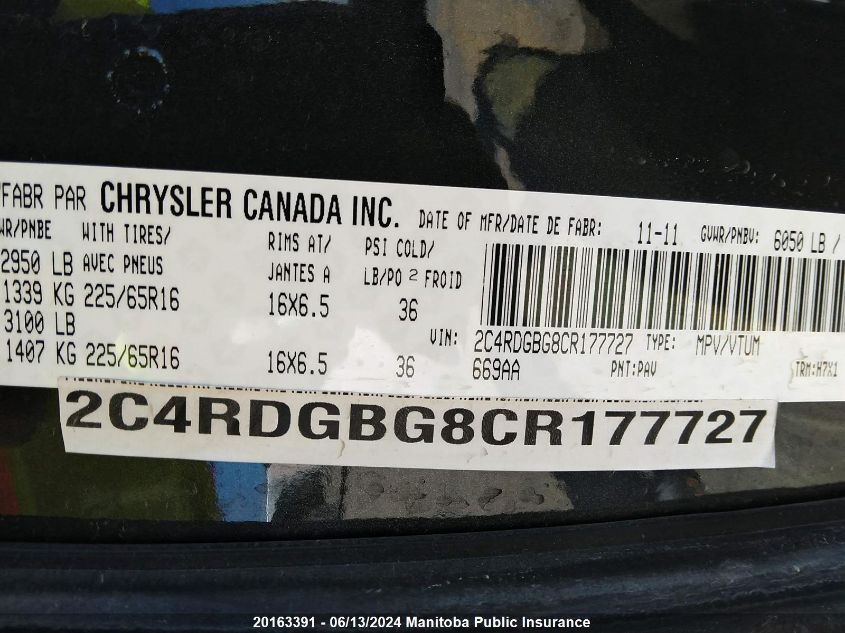 FABR PAR CHRYSLER CANADA INC. DATE OF MFR/DATE DE FABR: 11-11 GVWR/PNBV: 6050 LB /
WR/PNBE WITH TIRES/ RIMS AT/ PSI COLD/
2950 LB AVEC PNEUS JANTES A LB/PO 2 FROID
1339 KG 225/65R16 16X6.5 36
3100 LB VIN: 2C4RDGBG8CR177727 TYPE: MPV/VTUM
1407 KG 225/65R16 16X6.5 36 669AA PNT:PAV TRM:H7X1
2C4RDGBG8CR177727
20163391 - 06/13/2024 Manitoba Public Insurance